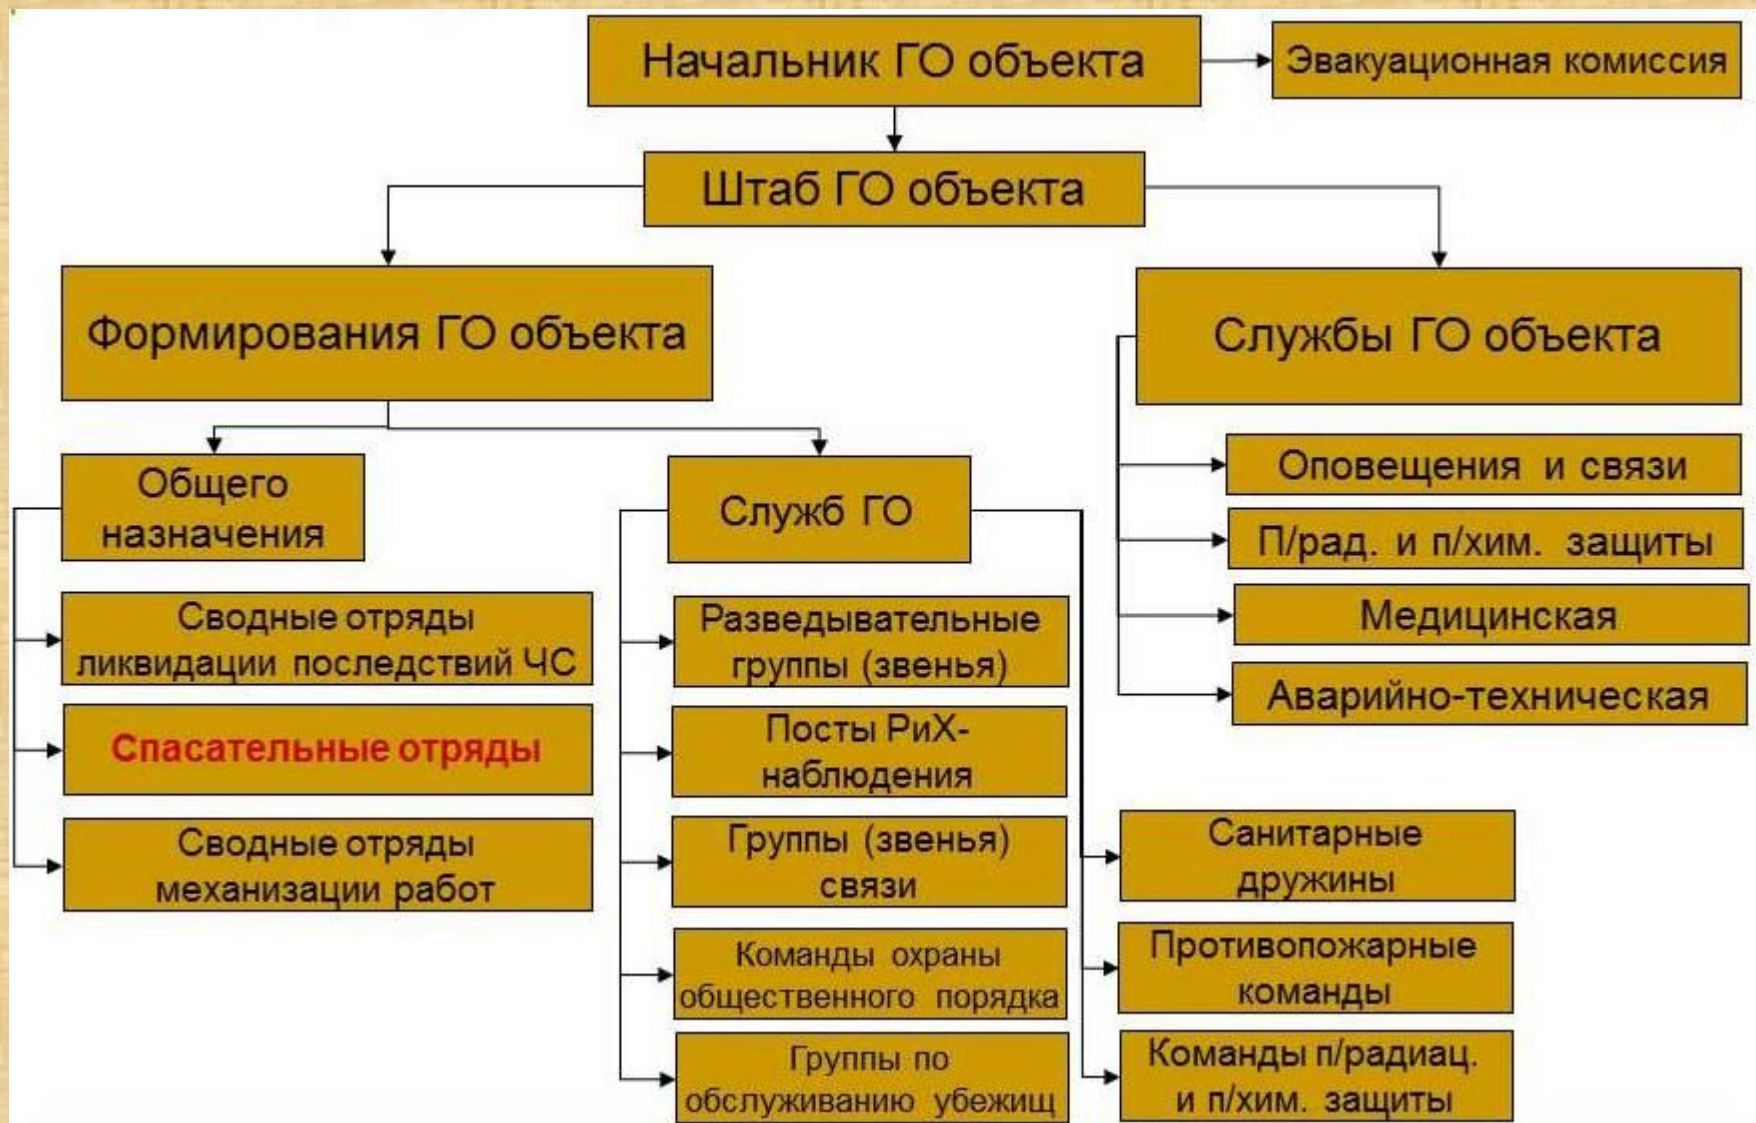 Начальник ГО объекта
Эвакуационная комиссия
Штаб ГО объекта
Формирования ГО объекта
Службы ГО объекта
Общего
назначения
Сводные отряды
ликвидации последствий ЧС
Спасательные отряды
Сводные отряды
механизации работ
Служб ГО
Разведывательные
группы (звенья)
Посты РиХ-
наблюдения
Группы (звенья)
связи
Команды охраны
общественного порядка
Группы по
обслуживанию убежищ
Санитарные
дружины
Противопожарные
команды
Команды п/радиац.
и п/хим. защиты
Оповещения и связи
П/рад. и п/хим. защиты
Медицинская
Аварийно-техническая